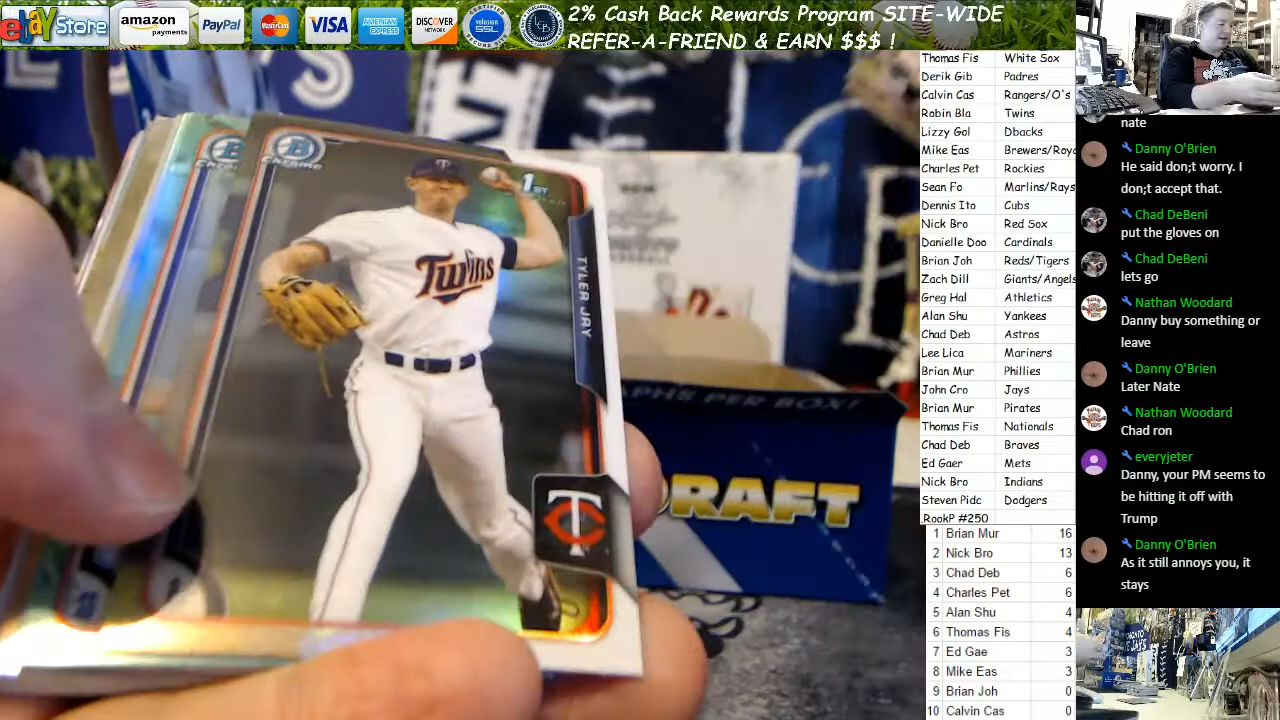 ebay Store
amazon
payments
PayPal
MasterCard
VISA
AMERICAN
EXPRESS
DISCOVER
NETWORK
volusion
SSL
2% Cash Back Rewards Program SITE-WIDE
REFER-A-FRIEND & EARN $$$ !
B
CHROME
B
CHROME
1ST
Twins
TYLER JAY
TC
PHS PER BOX!
DRAFT
Thomas Fis White Sox
Derik Gib Padres
Calvin Cas Rangers/O's
Robin Bla Twins
Lizzy Gol Dbacks
Mike Eas Brewers/Roya
Charles Pet Rockies
Sean Fo Marlins/Rays
Dennis Ito Cubs
Nick Bro Red Sox
Danielle Doo Cardinals
Brian Joh Reds/Tigers
Zach Dill Giants/Angels
Greg Hal Athletics
Alan Shu Yankees
Chad Deb Astros
Lee Lica Mariners
Brian Mur Phillies
John Cro Jays
Brian Mur Pirates
Thomas Fis Nationals
Chad Deb Braves
Ed Gaer Mets
Nick Bro Indians
Steven Pidc Dodgers
.RookP #250
1 Brian Mur 16
2 Nick Bro 13
3 Chad Deb 6
4 Charles Pet 6
5 Alan Shu 4
6 Thomas Fis 4
7 Ed Gae 3
8 Mike Eas 3
9 Brian Joh 0
10 Calvin Cas 0
nate
Danny O'Brien
He said don;t worry. I
don;t accept that.
Chad DeBeni
put the gloves on
Chad DeBeni
lets go
Nathan Woodard
Danny buy something or
leave
Danny O'Brien
Later Nate
Nathan Woodard
Chad ron
everyjeter
Danny, your PM seems to
be hitting it off with
Trump
Danny O'Brien
As it still annoys you, it
stays